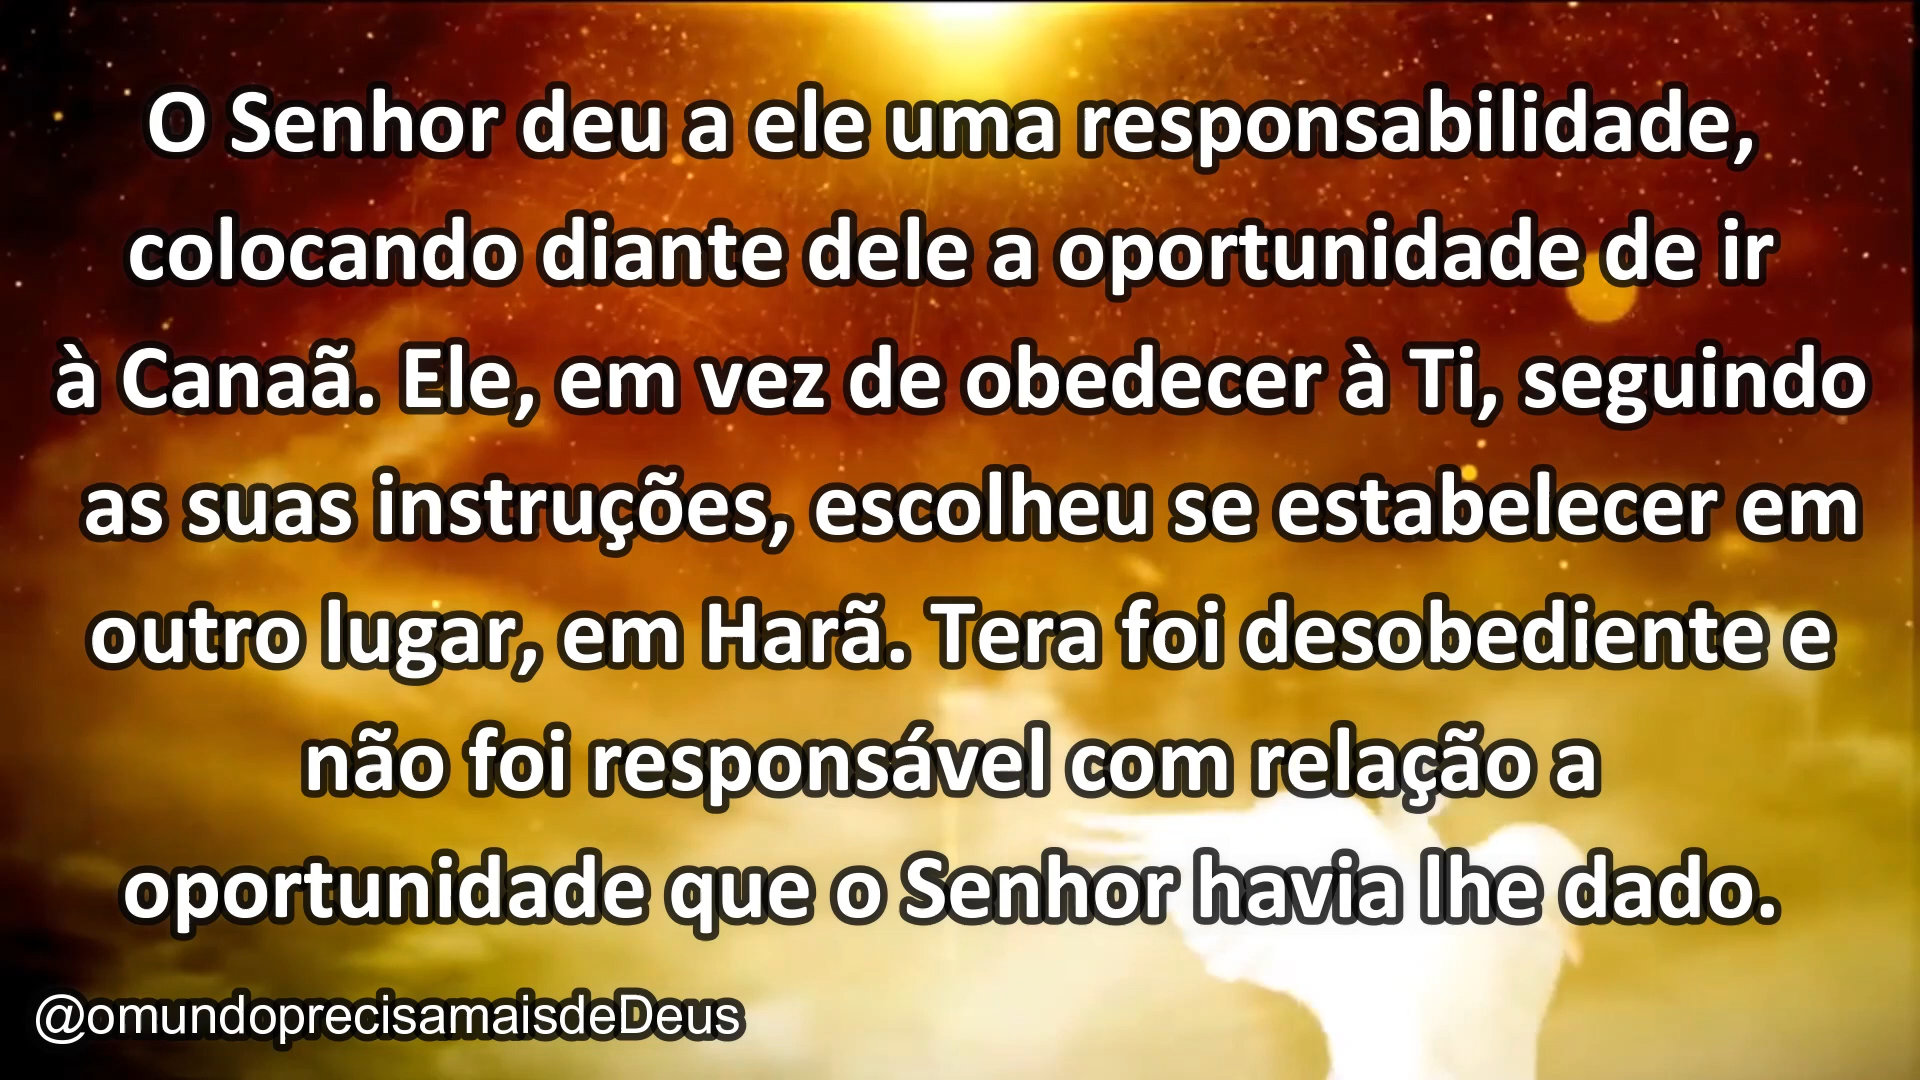 O Senhor deu a ele uma responsabilidade,
colocando diante dele a oportunidade de ir
à Canaã. Ele, em vez de obedecer à Ti, seguindo
as suas instruções, escolheu se estabelecer em
outro lugar, em Harã. Tera foi desobediente e
não foi responsável com relação a
oportunidade que o Senhor havia lhe dado.
@omundoprecisamaisdeDeus